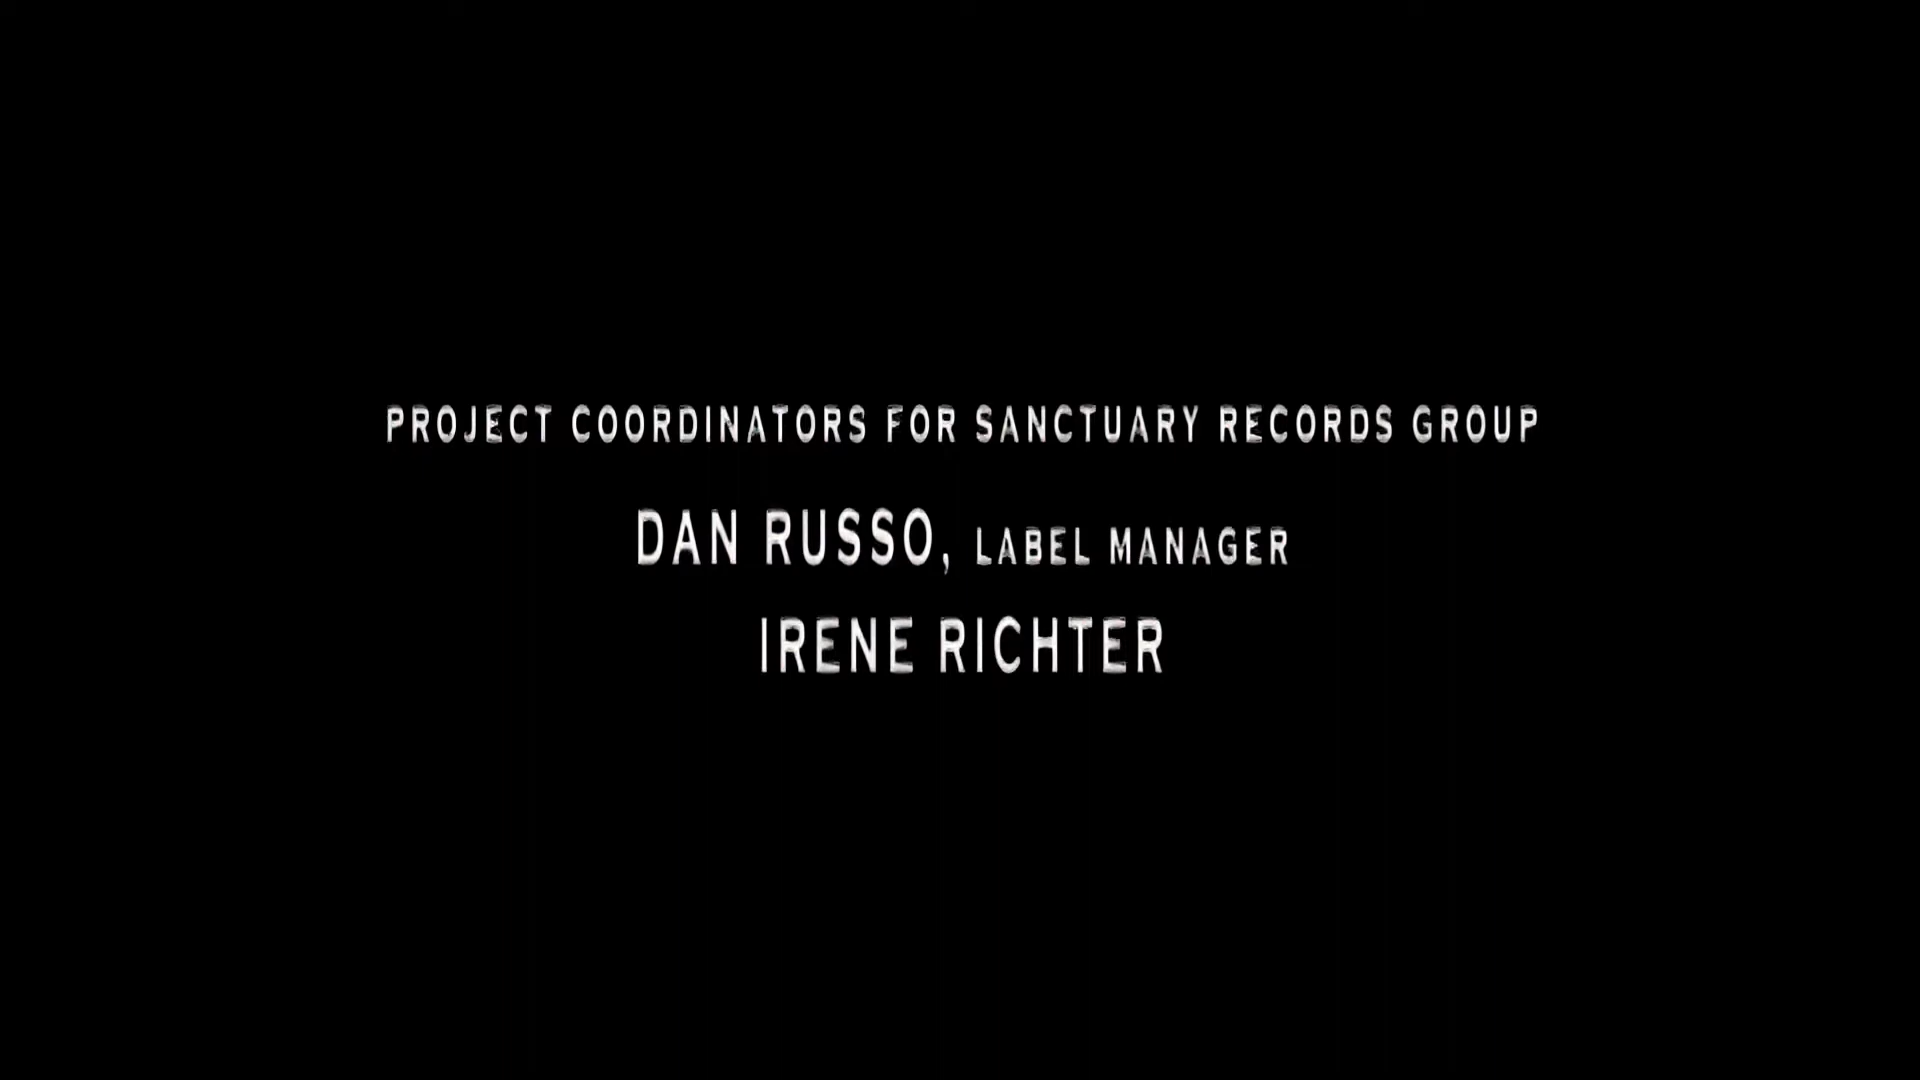 PROJECT COORDINATORS FOR SANCTUARY RECORDS GROUP
DAN RUSSO, LABEL MANAGER
IRENE RICHTER